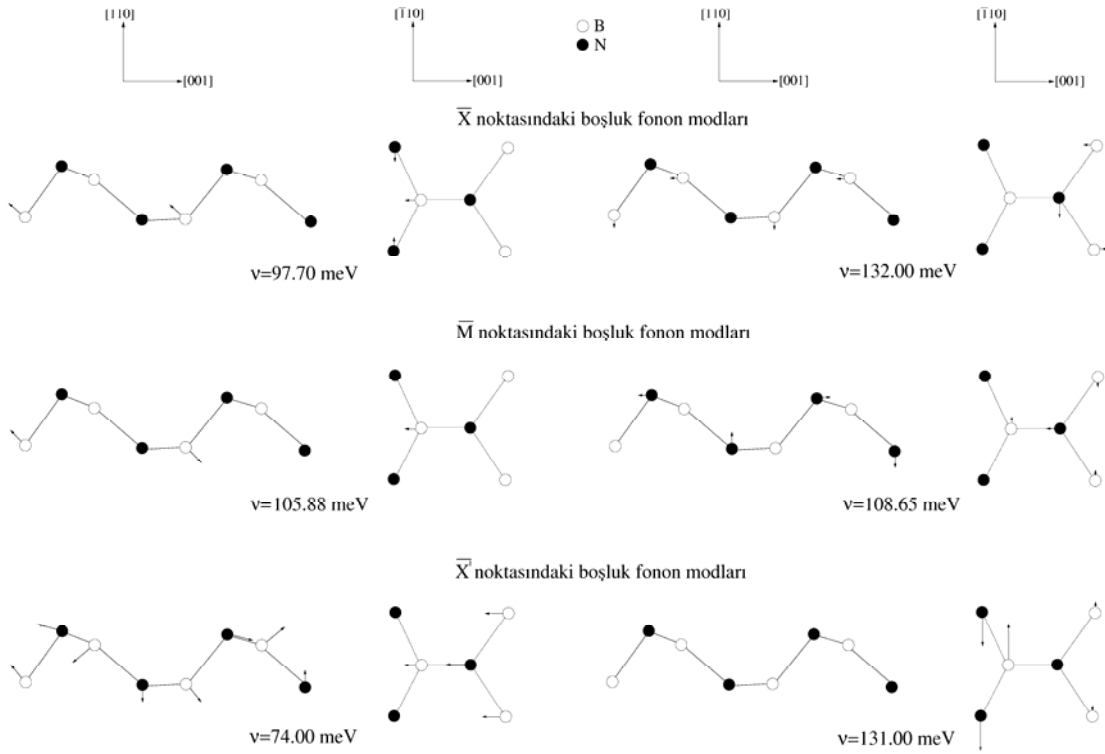 [110]
[001]
[1̅10]
[001]
B
N
[110]
[001]
[1̅10]
[001]
X̅ noktasındaki boşluk fonon modları
ν=97.70 meV
ν=132.00 meV
M̅ noktasındaki boşluk fonon modları
ν=105.88 meV
ν=108.65 meV
X̅' noktasındaki boşluk fonon modları
ν=74.00 meV
ν=131.00 meV